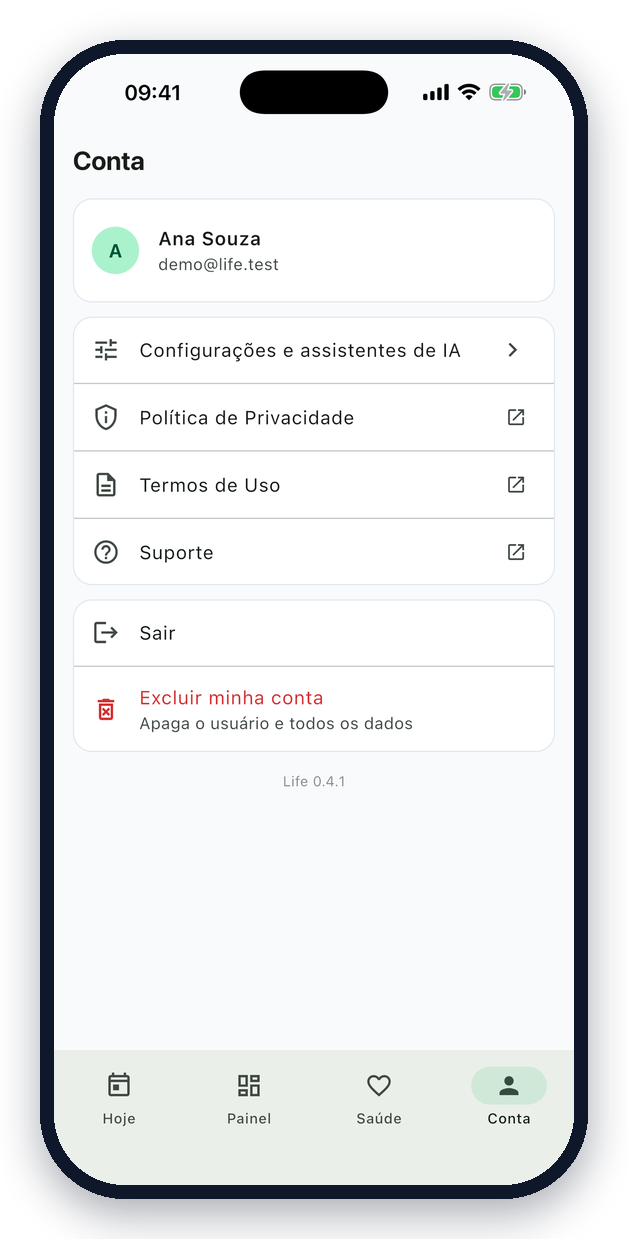 09:41
Conta
A
Ana Souza
demo@life.test
Configurações e assistentes de IA
Política de Privacidade
Termos de Uso
Suporte
Sair
Excluir minha conta
Apaga o usuário e todos os dados
Life 0.4.1
Hoje
Painel
Saúde
Conta